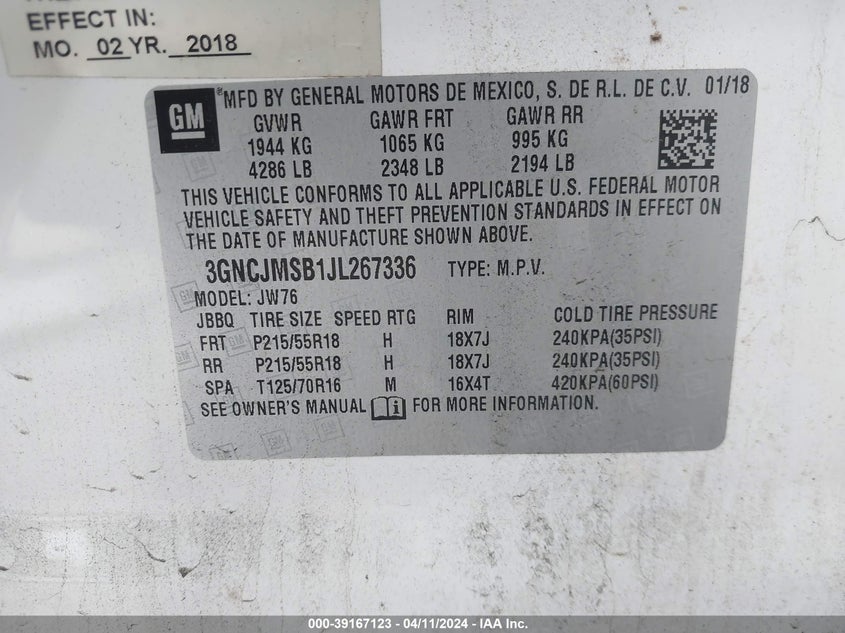 EFFECT IN:
MO. 02 YR. 2018
GM
® MFD BY GENERAL MOTORS DE MEXICO, S. DE R.L. DE C.V. 01/18
GVWR GAWR FRT GAWR RR
1944 KG 1065 KG 995 KG
4286 LB 2348 LB 2194 LB
THIS VEHICLE CONFORMS TO ALL APPLICABLE U.S. FEDERAL MOTOR
VEHICLE SAFETY AND THEFT PREVENTION STANDARDS IN EFFECT ON
THE DATE OF MANUFACTURE SHOWN ABOVE.
3GNCJMSB1JL267336 TYPE: M.P.V.
MODEL: JW76
JBBQ TIRE SIZE SPEED RTG RIM COLD TIRE PRESSURE
FRT P215/55R18 H 18X7J 240KPA(35PSI)
RR P215/55R18 H 18X7J 240KPA(35PSI)
SPA T125/70R16 M 16X4T 420KPA(60PSI)
SEE OWNER'S MANUAL i FOR MORE INFORMATION.
000-39167123 - 04/11/2024 - IAA Inc.